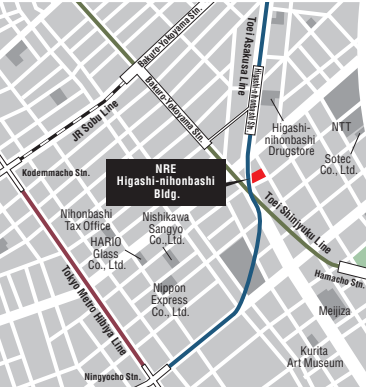 Bakuro-Yokoyama Stn.
Toei Asakusa Line
Bakuro-Yokoyama Stn.
Higashi-nihonbashi Stn.
JR Sobu Line
Higashi-
nihonbashi
Drugstore
NTT
Sotec
Co., Ltd.
Kodemmacho Stn.
NRE
Higashi-nihonbashi
Bldg.
Toei Shinjyuku Line
Nihonbashi
Tax Office
HARIO
Glass
Co., Ltd.
Nishikawa
Sangyo
Co.,Ltd.
Hamacho Stn.
Tokyo Metro Hibiya Line
Nippon
Express
Co., Ltd.
Meijiza
Kurita
Art Museum
Ningyocho Stn.